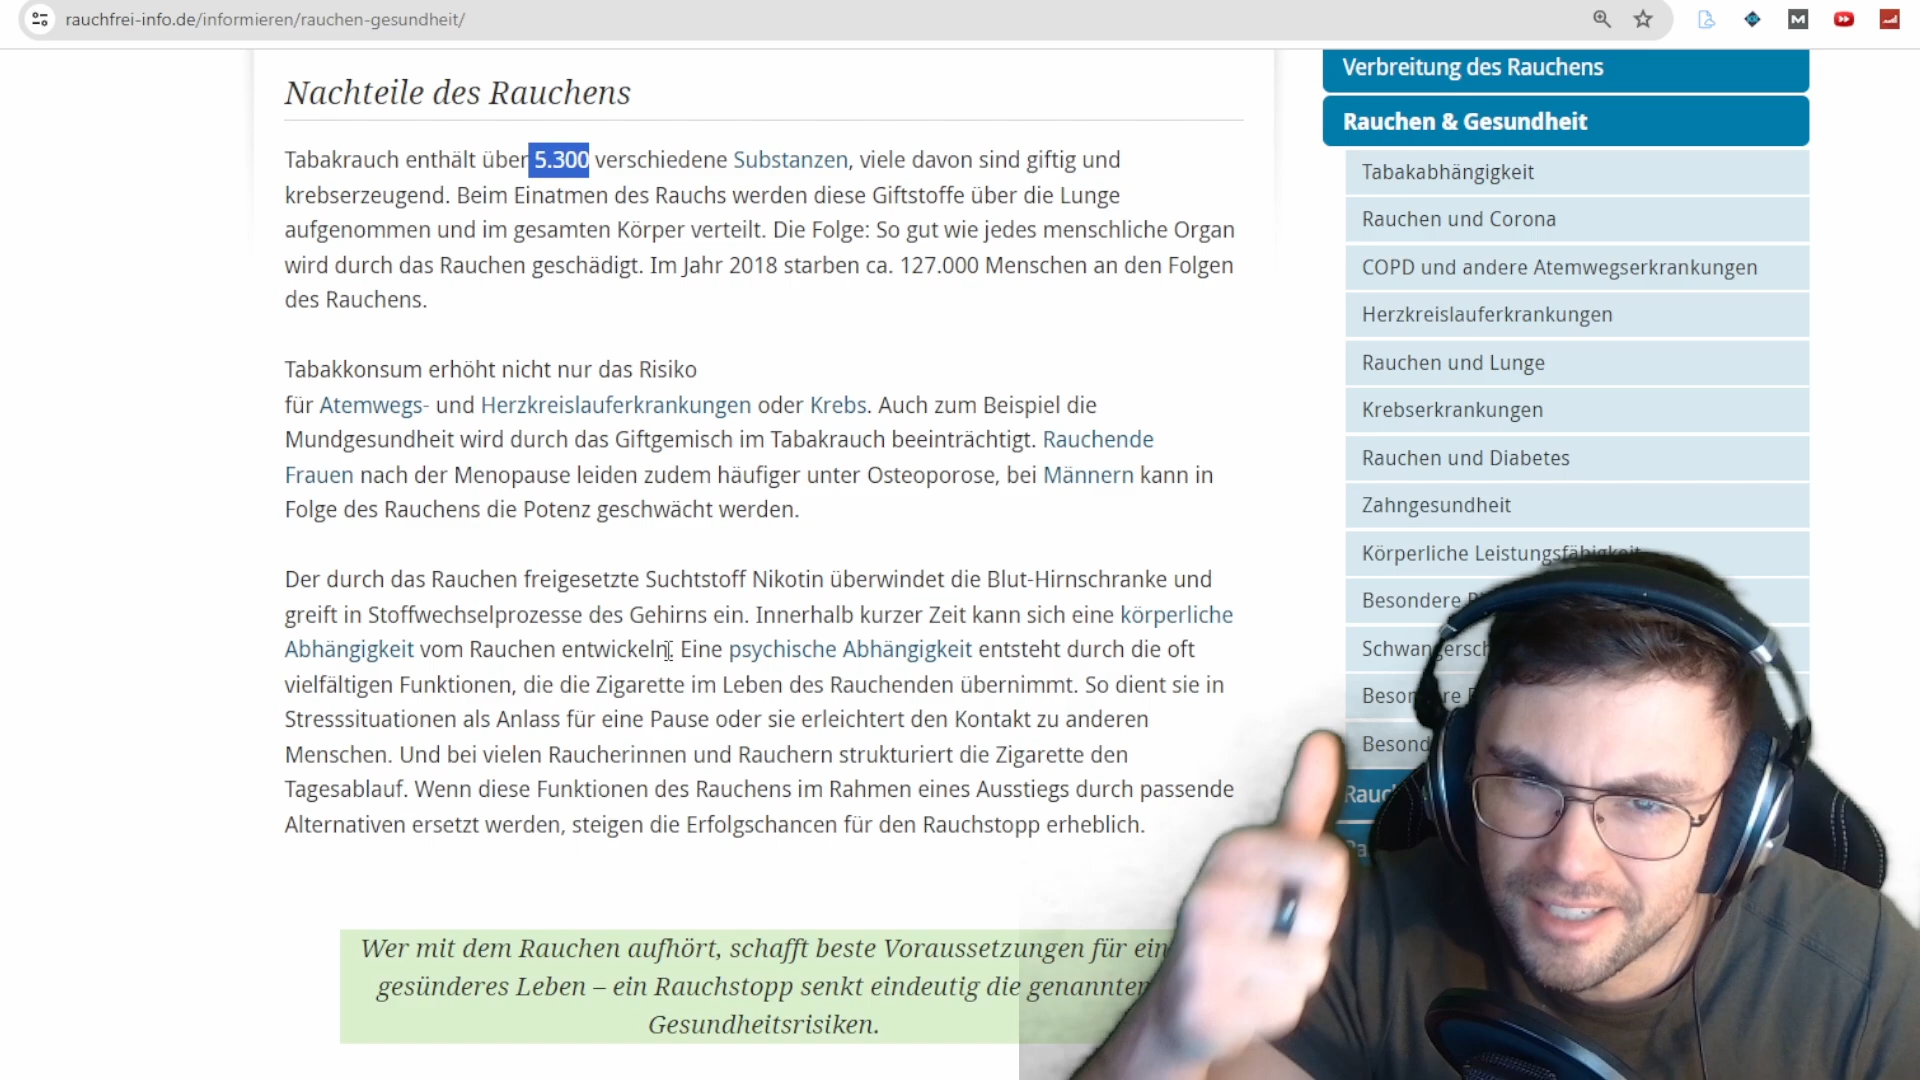 rauchfrei-info.de/informieren/rauchen-gesundheit/
Nachteile des Rauchens
Tabakrauch enthält über 5.300 verschiedene Substanzen, viele davon sind giftig und
krebserzeugend. Beim Einatmen des Rauchs werden diese Giftstoffe über die Lunge
aufgenommen und im gesamten Körper verteilt. Die Folge: So gut wie jedes menschliche Organ
wird durch das Rauchen geschädigt. Im Jahr 2018 starben ca. 127.000 Menschen an den Folgen
des Rauchens.
Tabakkonsum erhöht nicht nur das Risiko
für Atemwegs- und Herzkreislauferkrankungen oder Krebs. Auch zum Beispiel die
Mundgesundheit wird durch das Giftgemisch im Tabakrauch beeinträchtigt. Rauchende
Frauen nach der Menopause leiden zudem häufiger unter Osteoporose, bei Männern kann in
Folge des Rauchens die Potenz geschwächt werden.
Der durch das Rauchen freigesetzte Suchtstoff Nikotin überwindet die Blut-Hirnschranke und
greift in Stoffwechselprozesse des Gehirns ein. Innerhalb kurzer Zeit kann sich eine körperliche
Abhängigkeit vom Rauchen entwickeln. Eine psychische Abhängigkeit entsteht durch die oft
vielfältigen Funktionen, die die Zigarette im Leben des Rauchenden übernimmt. So dient sie in
Stresssituationen als Anlass für eine Pause oder sie erleichtert den Kontakt zu anderen
Menschen. Und bei vielen Raucherinnen und Rauchern strukturiert die Zigarette den
Tagesablauf. Wenn diese Funktionen des Rauchens im Rahmen eines Ausstiegs durch passende
Alternativen ersetzt werden, steigen die Erfolgschancen für den Rauchstopp erheblich.
Wer mit dem Rauchen aufhört, schafft beste Voraussetzungen für ein
gesünderes Leben – ein Rauchstopp senkt eindeutig die genannten
Gesundheitsrisiken.
Verbreitung des Rauchens
Rauchen & Gesundheit
Tabakabhängigkeit
Rauchen und Corona
COPD und andere Atemwegserkrankungen
Herzkreislauferkrankungen
Rauchen und Lunge
Krebserkrankungen
Rauchen und Diabetes
Zahngesundheit
Körperliche Leistungsfähigkeit
Besondere